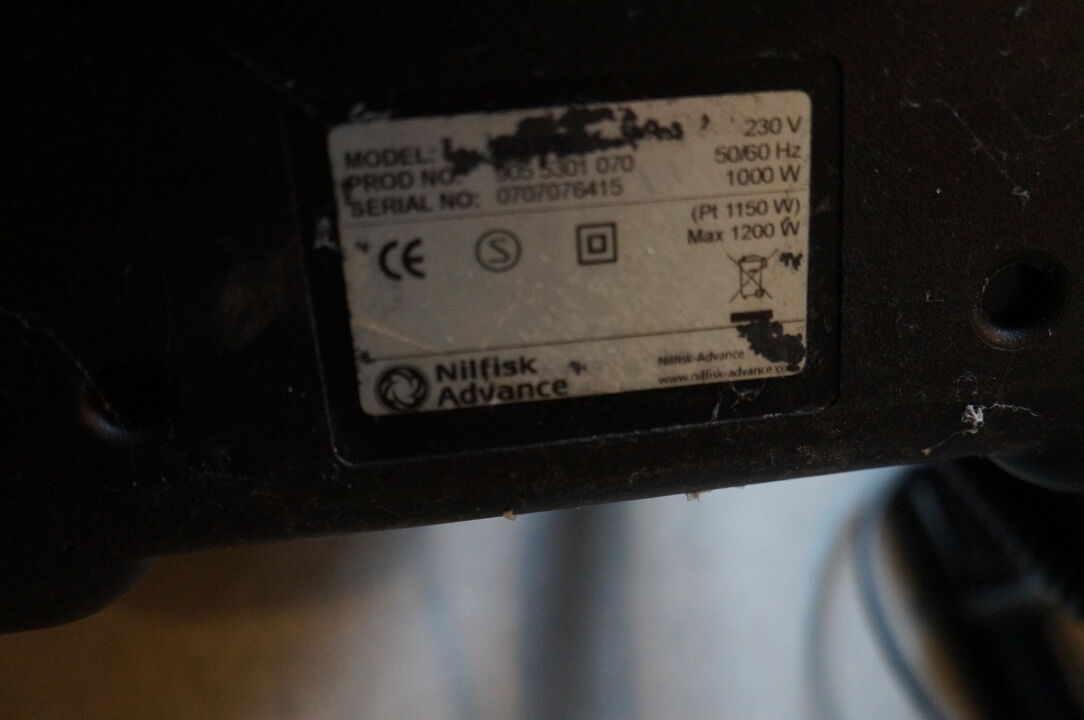 MODEL:
230 V
PROD NO: 905 5301 070
50/60 Hz
SERIAL NO: 0707076415
1000 W
(Pt 1150 W)
Max 1200 W
CE
S
Nilfisk
Advance
Nilfisk-Advance
www.nilfisk-advance.com